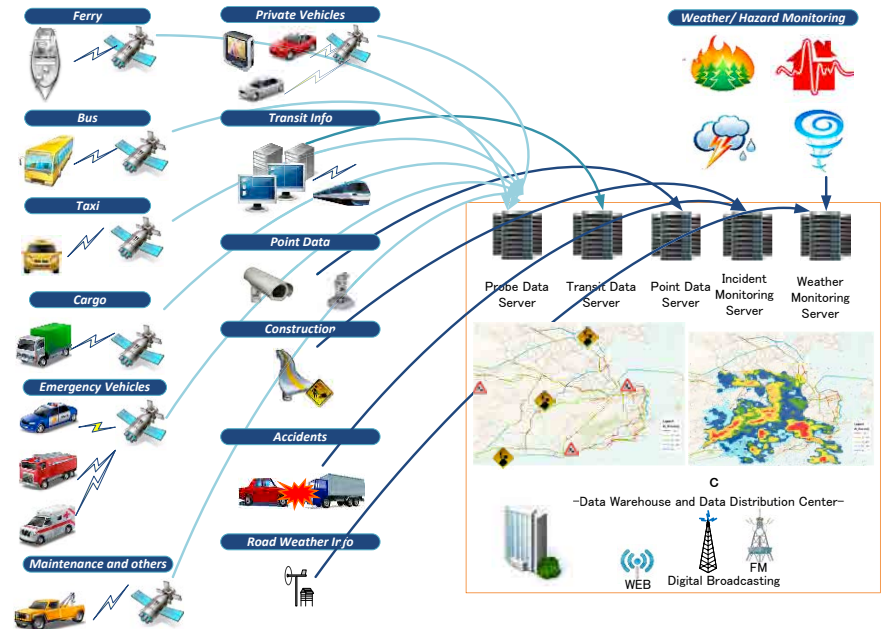 Ferry
Private Vehicles
Weather/ Hazard Monitoring
Bus
Transit Info
Taxi
Point Data
Cargo
Construction
Emergency Vehicles
Accidents
Road Weather Info
Maintenance and others
Probe Data
Server
Transit Data
Server
Point Data
Server
Incident
Monitoring
Server
Weather
Monitoring
Server
C
-Data Warehouse and Data Distribution Center-
WEB
Digital Broadcasting
FM